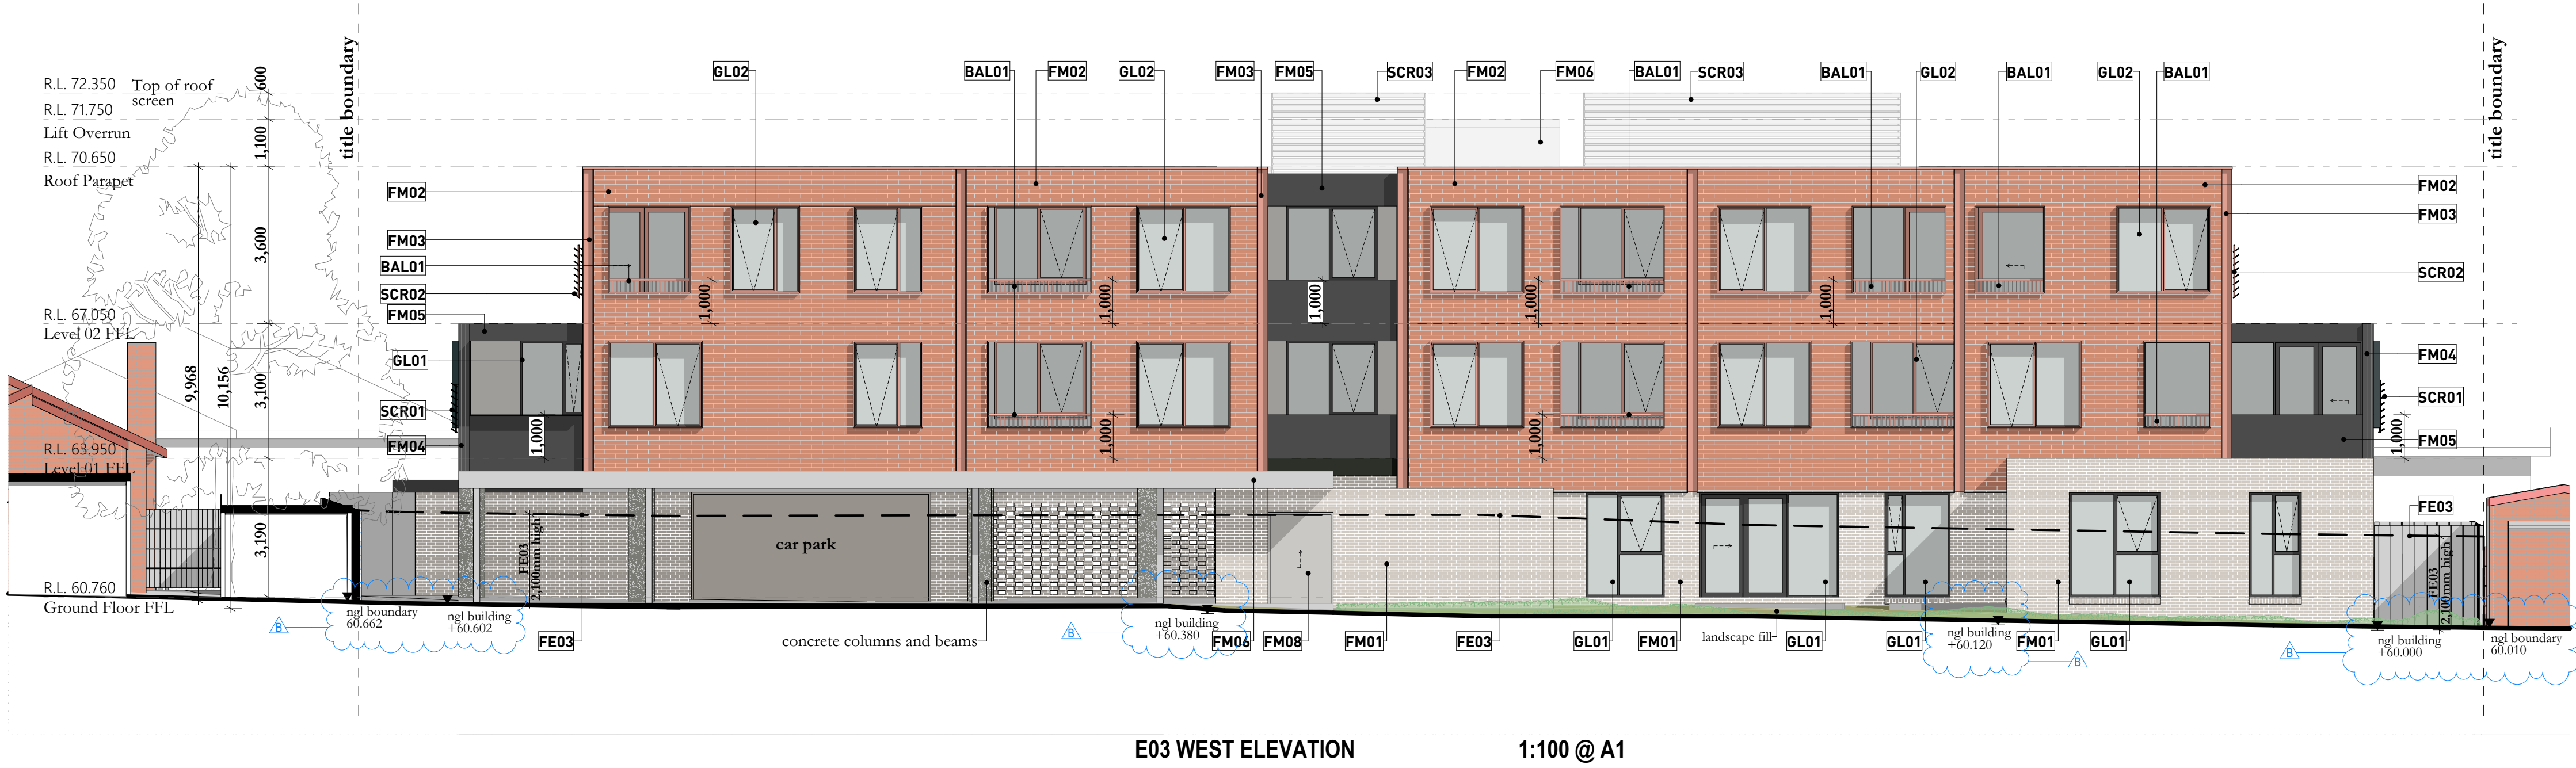 GL02
BAL01
FM02
GL02
FM03
FM05
SCR03
FM02
FM06
BAL01
SCR03
BAL01
GL02
BAL01
GL02
BAL01
R.L. 72.350
Top of roof
screen
600
title boundary
title boundary
R.L. 71.750
Lift Overrun
1,100
R.L. 70.650
Roof Parapet
FM02
FM02
FM03
FM03
3,600
BAL01
SCR02
SCR02
1,000
1,000
1,000
1,000
1,000
R.L. 67.050
Level 02 FFL
FM05
GL01
FM04
9,968
10,156
3,100
SCR01
SCR01
FM04
FM05
1,000
1,000
1,000
1,000
R.L. 63.950
Level 01 FFL
3,190
FE03
2,100mm high
car park
FE03
FE03
2,100mm high
R.L. 60.760
Ground Floor FFL
ngl boundary
60.662
ngl building
+60.602
B
FE03
concrete columns and beams
B
ngl building
+60.380
FM06
FM08
FM01
FE03
GL01
FM01
landscape fill
GL01
GL01
ngl building
+60.120
FM01
B
GL01
B
ngl building
+60.000
ngl boundary
60.010
E03 WEST ELEVATION
1:100 @ A1